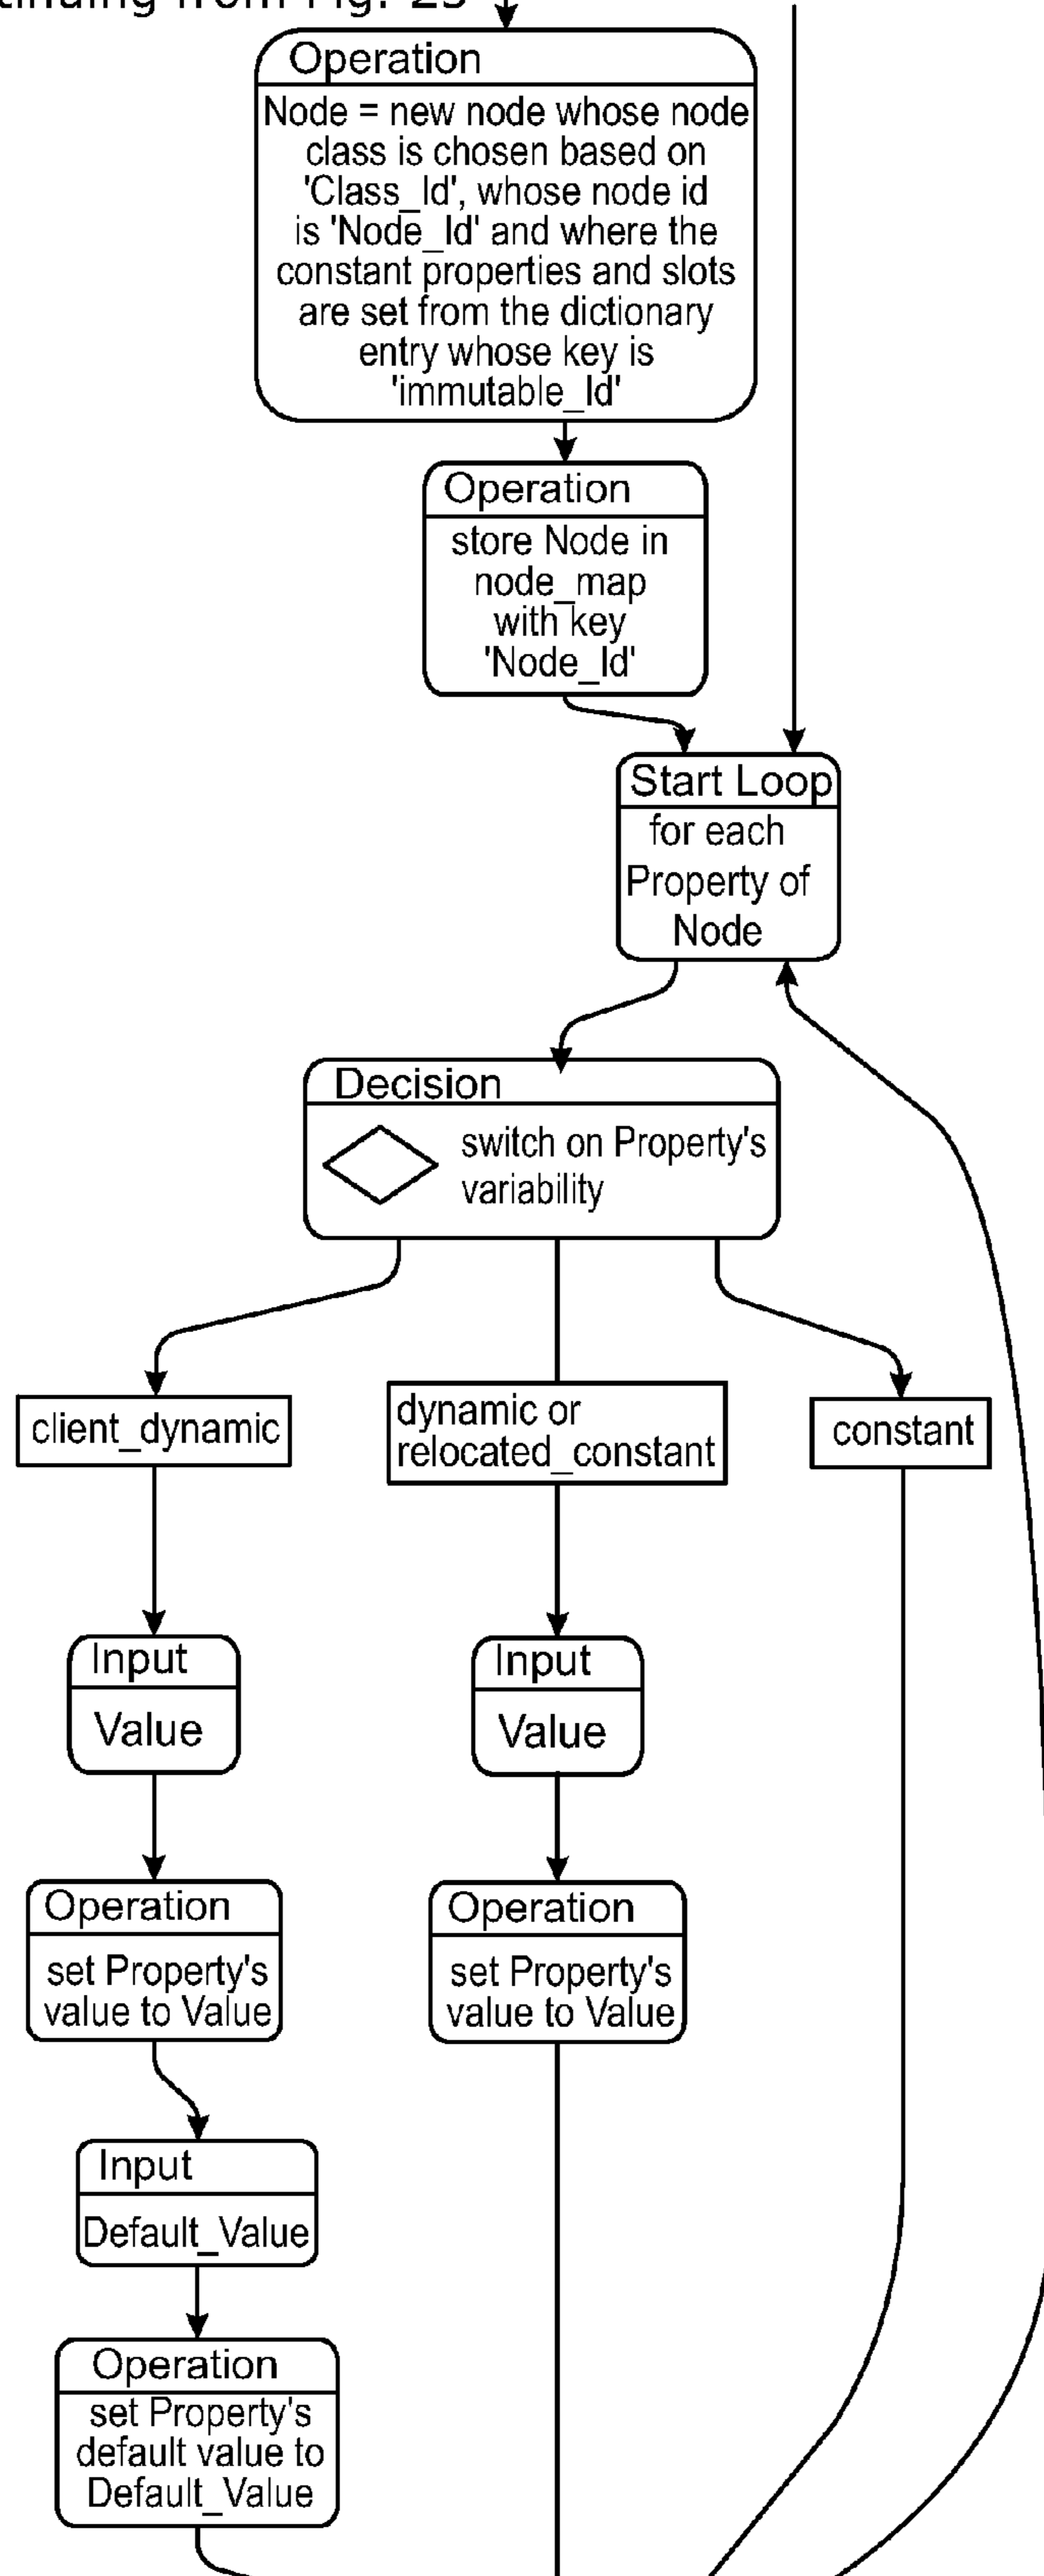 from Fig.
Operation
Node = new node whose node
class is chosen based on
'Class_Id', whose node id
is 'Node_Id' and where the
constant properties and slots
are set from the dictionary
entry whose key is
'immutable_Id'
Operation
store Node in
node_map
with key
'Node_Id'
Start Loop
for each
Property of
Node
Decision
switch on Property's
variability
client_dynamic
dynamic or
relocated_constant
constant
Input
Value
Input
Value
Operation
set Property's
value to Value
Operation
set Property's
value to Value
Input
Default_Value
Operation
set Property's
default value to
Default_Value